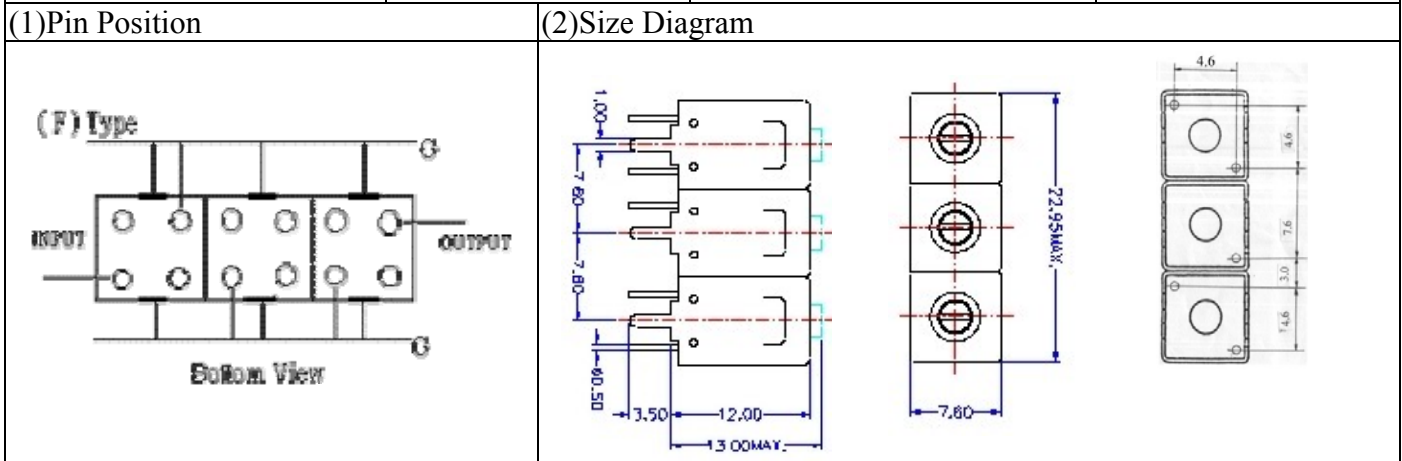 (1)Pin Position
(2)Size Diagram
(F) Type
G
INPUT
OUTPUT
G
Bottom View
1.00
7.60
7.60
ø0.50
3.50
12.00
13.00MAX.
22.95MAX.
7.60
4.6
4.6
7.6
3.0
4.6